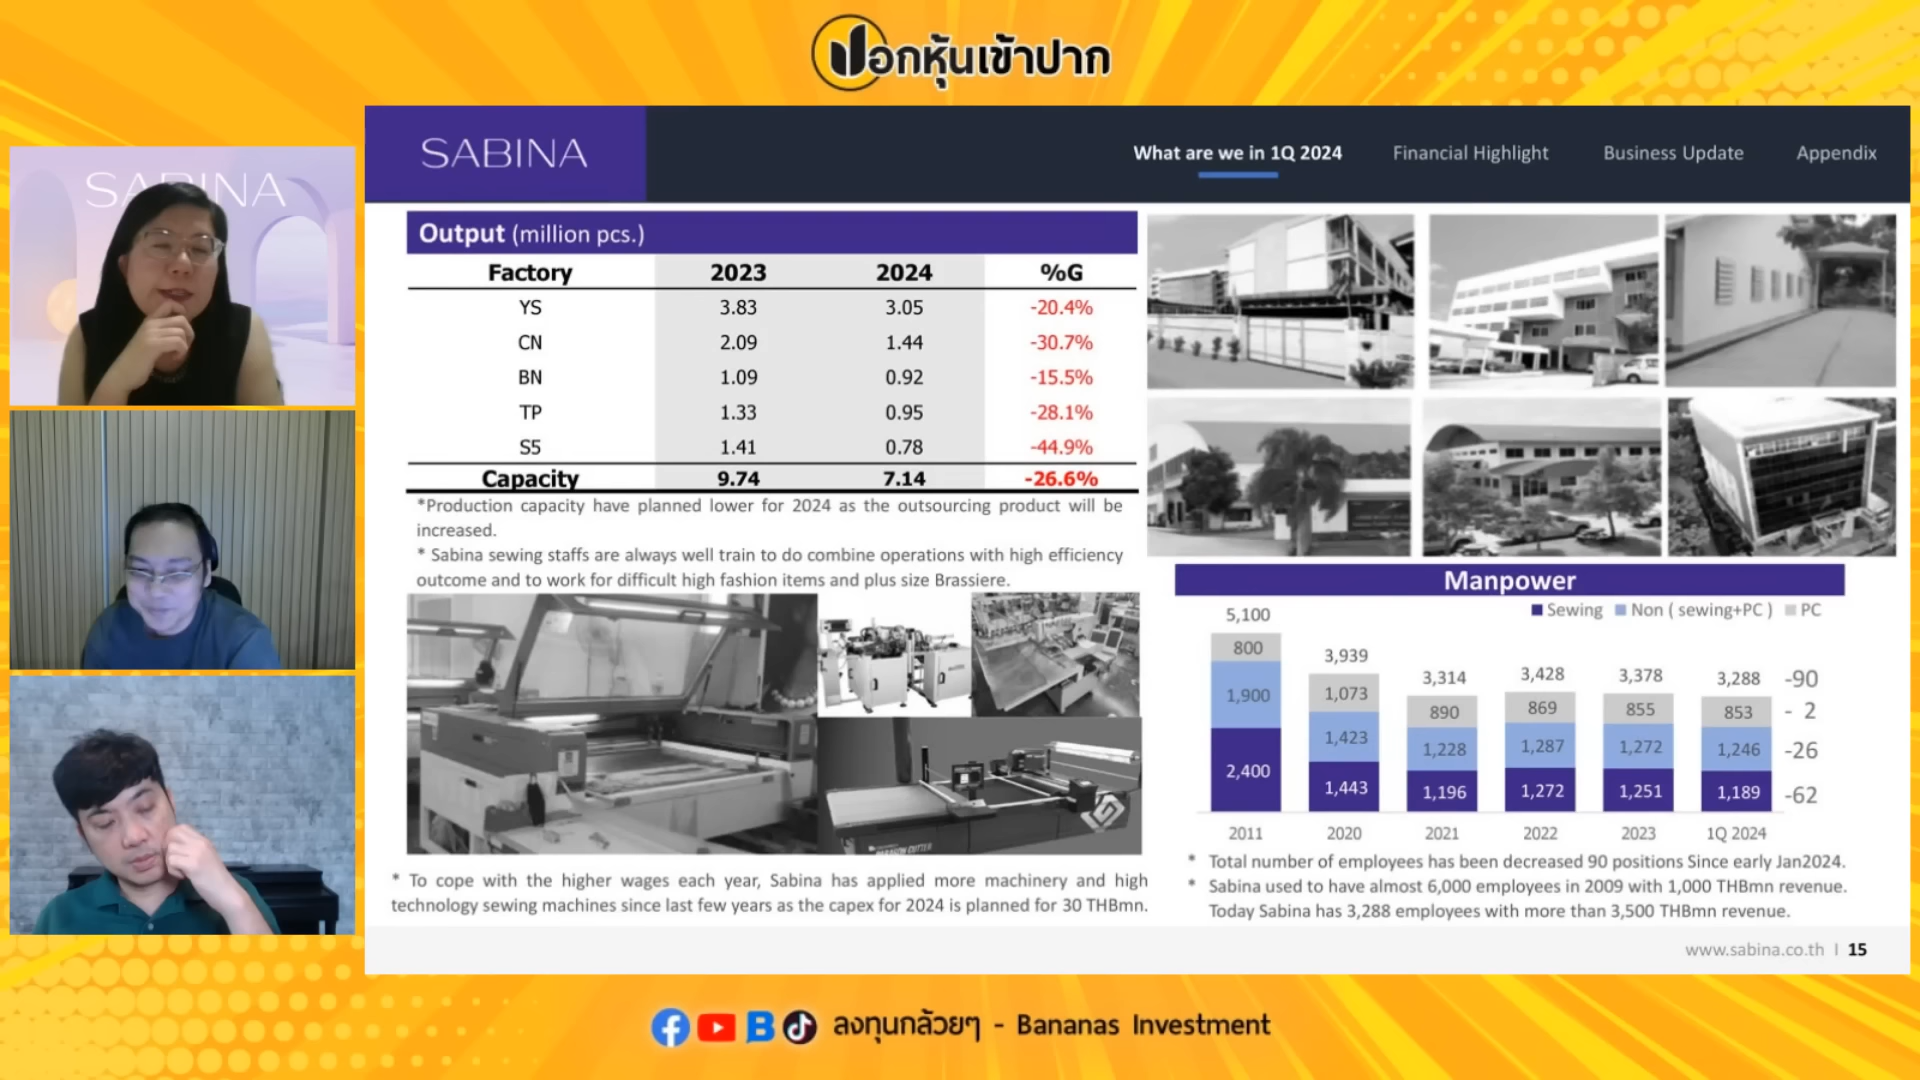 ปอกหุ้นเข้าปาก
SABINA
SABINA
What are we in 1Q 2024 Financial Highlight Business Update Appendix
Output (million pcs.)
Factory 2023 2024 %G
YS 3.83 3.05 -20.4%
CN 2.09 1.44 -30.7%
BN 1.09 0.92 -15.5%
TP 1.33 0.95 -28.1%
S5 1.41 0.78 -44.9%
Capacity 9.74 7.14 -26.6%
*Production capacity have planned lower for 2024 as the outsourcing product will be
increased.
* Sabina sewing staffs are always well train to do combine operations with high efficiency
outcome and to work for difficult high fashion items and plus size Brassiere.
* To cope with the higher wages each year, Sabina has applied more machinery and high
technology sewing machines since last few years as the capex for 2024 is planned for 30 THBmn.
Manpower
Sewing Non ( sewing+PC ) PC
5,100 3,939 3,314 3,428 3,378 3,288 -90
800 1,073 890 869 855 853 - 2
1,900 1,423 1,228 1,287 1,272 1,246 -26
2,400 1,443 1,196 1,272 1,251 1,189 -62
2011 2020 2021 2022 2023 1Q 2024
* Total number of employees has been decreased 90 positions Since early Jan2024.
* Sabina used to have almost 6,000 employees in 2009 with 1,000 THBmn revenue.
Today Sabina has 3,288 employees with more than 3,500 THBmn revenue.
www.sabina.co.th I 15
ลงทุนกล้วยๆ - Bananas Investment